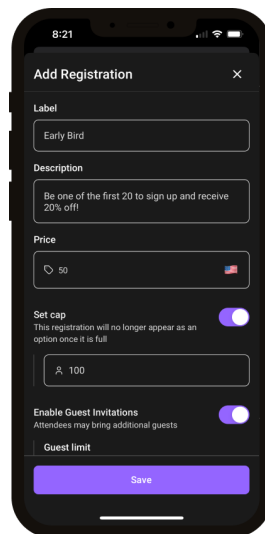 8:21
Add Registration
Label
Early Bird
Description
Be one of the first 20 to sign up and receive
20% off!
Price
50
Set cap
This registration will no longer appear as an
option once it is full
100
Enable Guest Invitations
Attendees may bring additional guests
Guest limit
Save